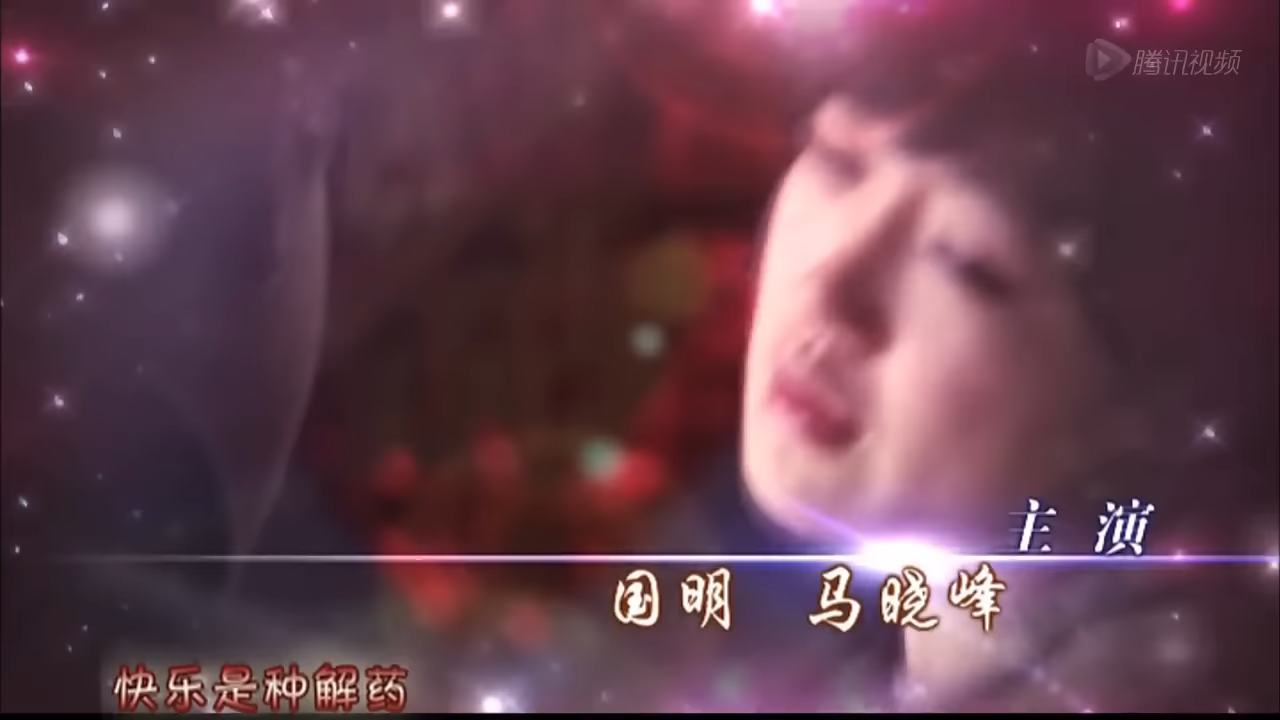 腾讯视频
主演
国明 马晓峰
快乐是种解药